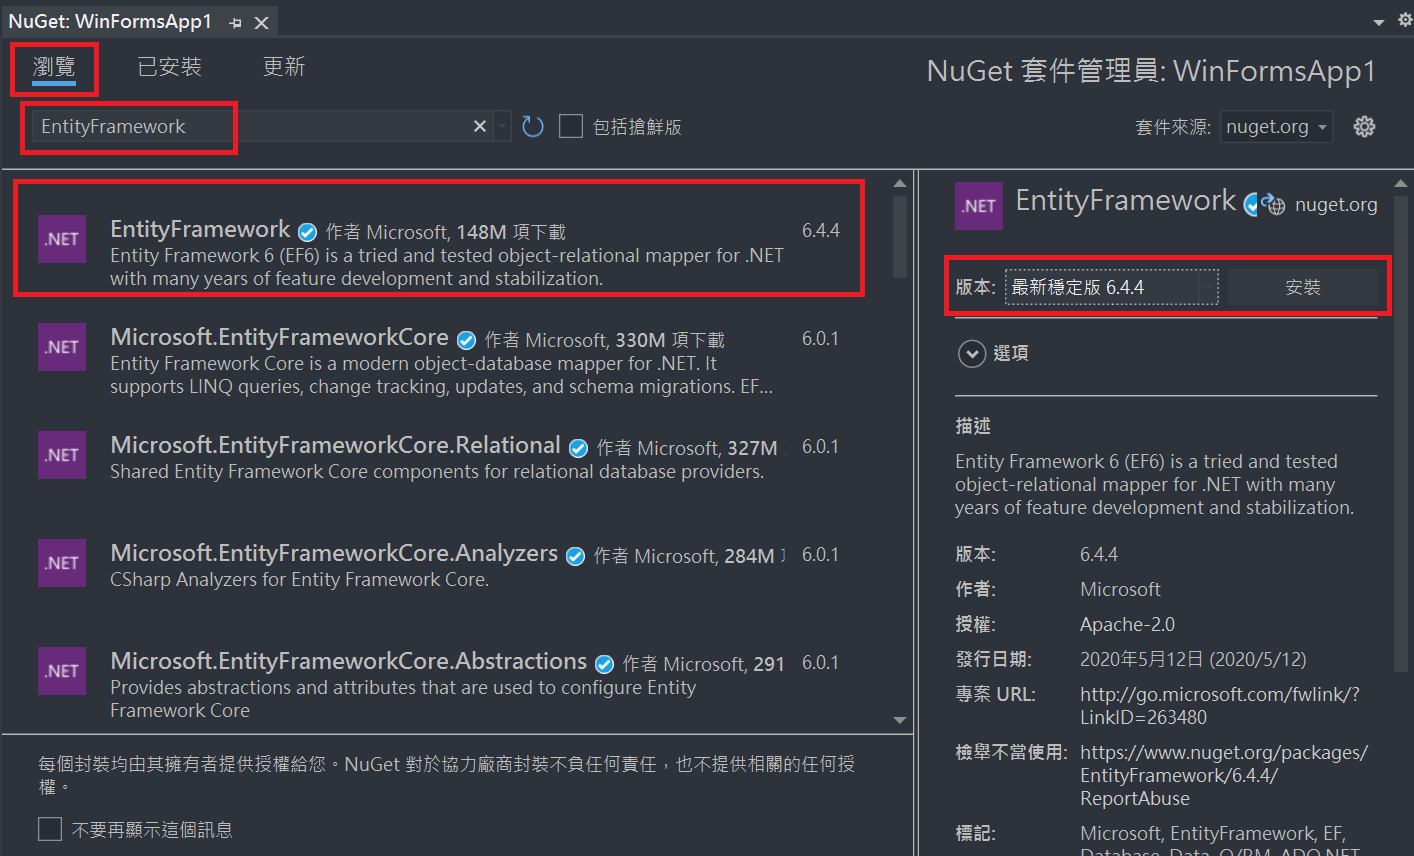 NuGet: WinFormsApp1
瀏覽 已安裝 更新
NuGet 套件管理員: WinFormsApp1
EntityFramework
包括搶鮮版
套件來源: nuget.org
.NET
EntityFramework 作者 Microsoft, 148M 項下載 6.4.4
Entity Framework 6 (EF6) is a tried and tested object-relational mapper for .NET
with many years of feature development and stabilization.
.NET
Microsoft.EntityFrameworkCore 作者 Microsoft, 330M 項下載 6.0.1
Entity Framework Core is a modern object-database mapper for .NET. It
supports LINQ queries, change tracking, updates, and schema migrations. EF...
.NET
Microsoft.EntityFrameworkCore.Relational 作者 Microsoft, 327M 6.0.1
Shared Entity Framework Core components for relational database providers.
.NET
Microsoft.EntityFrameworkCore.Analyzers 作者 Microsoft, 284M 6.0.1
CSharp Analyzers for Entity Framework Core.
.NET
Microsoft.EntityFrameworkCore.Abstractions 作者 Microsoft, 291 6.0.1
Provides abstractions and attributes that are used to configure Entity
Framework Core
每個封裝均由其擁有者提供授權給您。NuGet 對於協力廠商封裝不負任何責任，也不提供相關的任何授
權。
不要再顯示這個訊息
.NET
EntityFramework nuget.org
版本: 最新穩定版 6.4.4 安裝
選項
描述
Entity Framework 6 (EF6) is a tried and tested
object-relational mapper for .NET with many
years of feature development and stabilization.
版本: 6.4.4
作者: Microsoft
授權: Apache-2.0
發行日期: 2020年5月12日 (2020/5/12)
專案 URL: http://go.microsoft.com/fwlink/?
LinkID=263480
檢舉不當使用: https://www.nuget.org/packages/
EntityFramework/6.4.4/
ReportAbuse
標記: Microsoft, EntityFramework, EF,
Database, Data, O/RM, ADO.NET